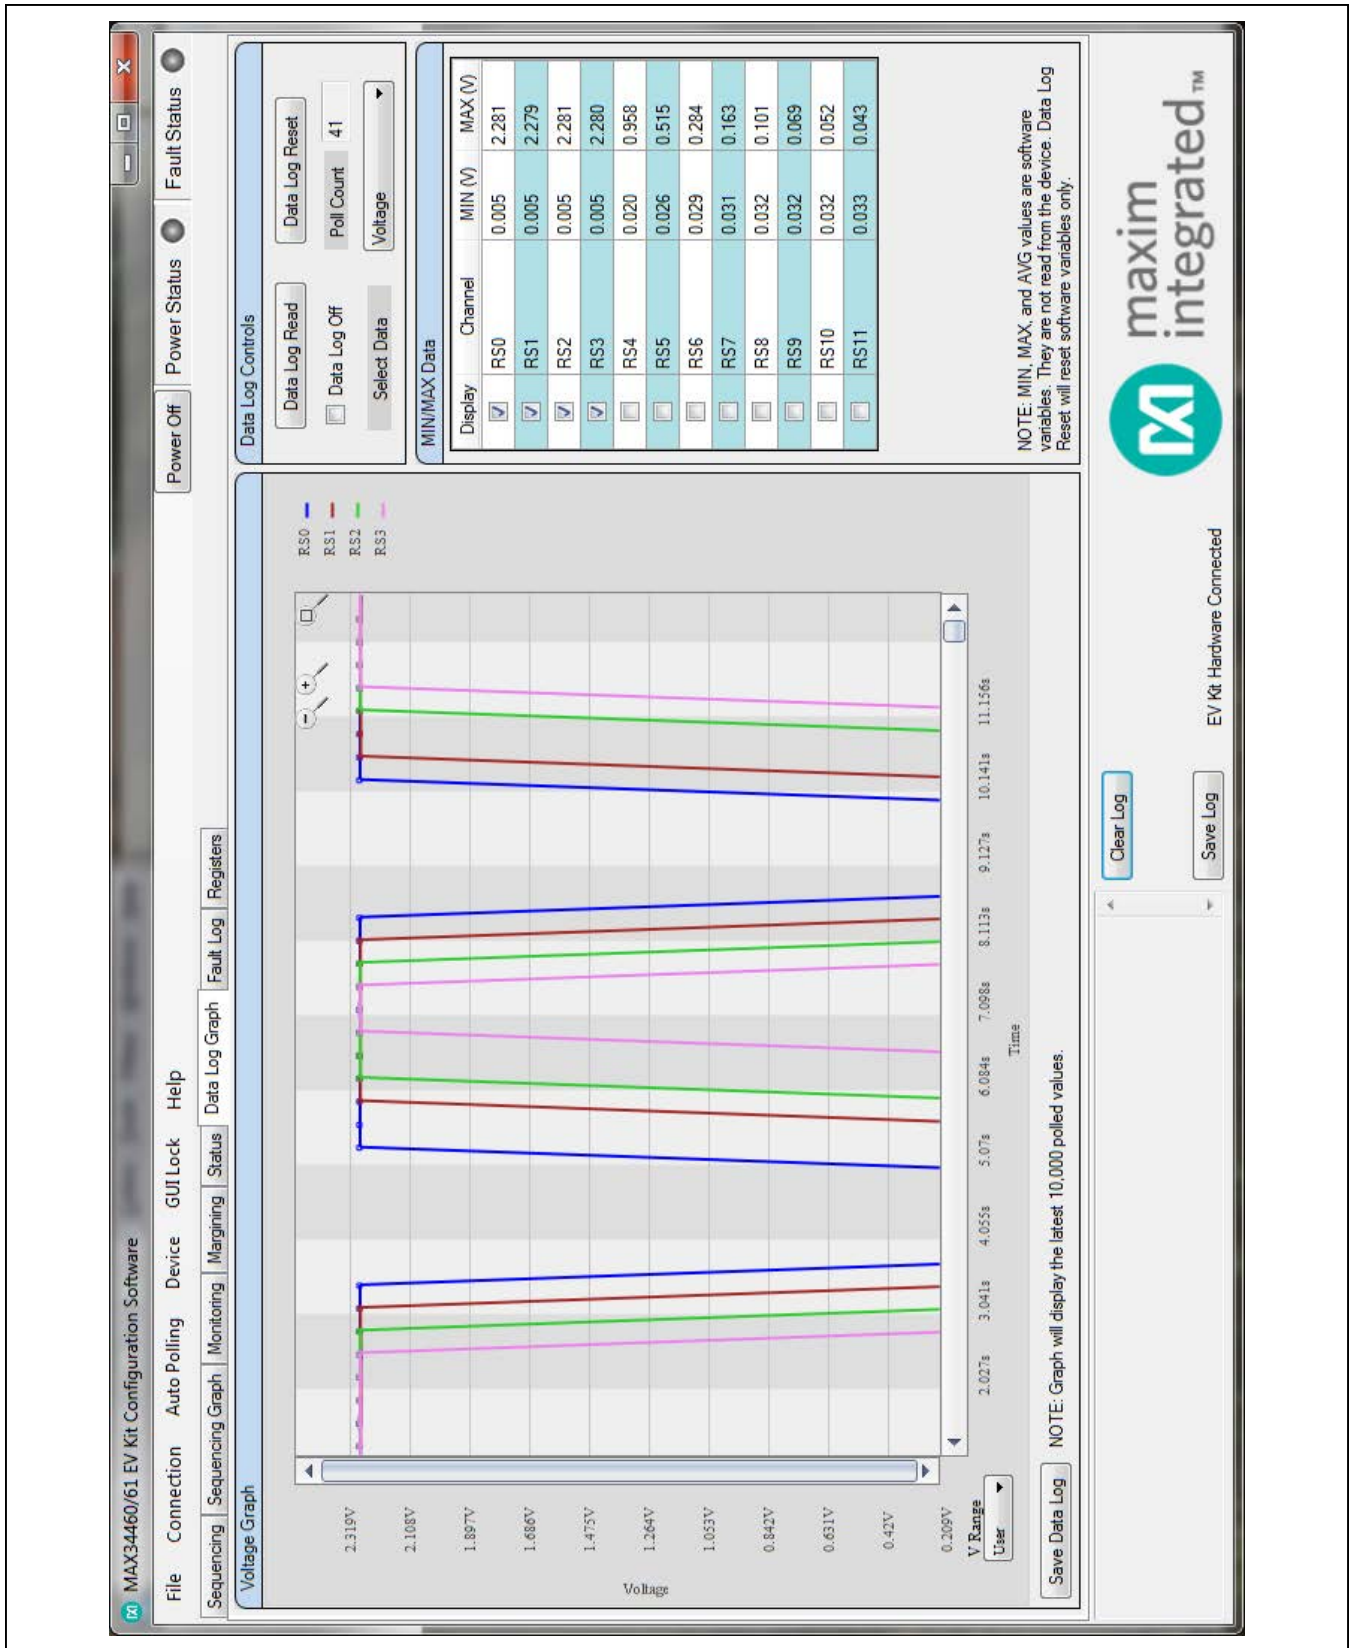 MAX34460/61 EV Kit Configuration Software
File Connection Auto Polling Device GUI Lock Help Power Off Power Status Fault Status
Sequencing Sequencing Graph Monitoring Margining Status Data Log Graph Fault Log Registers
Voltage Graph
Voltage
2.319V
2.108V
1.897V
1.686V
1.475V
1.264V
1.053V
0.842V
0.631V
0.42V
0.209V
RS0
RS1
RS2
RS3
2.027s 3.041s 4.055s 5.07s 6.084s 7.098s 8.113s 9.127s 10.141s 11.156s
Time
V Range
User
Save Data Log NOTE: Graph will display the latest 10,000 polled values.
Data Log Controls
Data Log Read Data Log Reset
Data Log Off Poll Count 41
Select Data Voltage
MIN/MAX Data
Display Channel MIN (V) MAX (V)
RS0 0.005 2.281
RS1 0.005 2.279
RS2 0.005 2.281
RS3 0.005 2.280
RS4 0.020 0.958
RS5 0.026 0.515
RS6 0.029 0.284
RS7 0.031 0.163
RS8 0.032 0.101
RS9 0.032 0.069
RS10 0.032 0.052
RS11 0.033 0.043
NOTE: MIN, MAX, and AVG values are software
variables. They are not read from the device. Data Log
Reset will reset software variables only.
Clear Log
Save Log
EV Kit Hardware Connected
maxim
integrated™